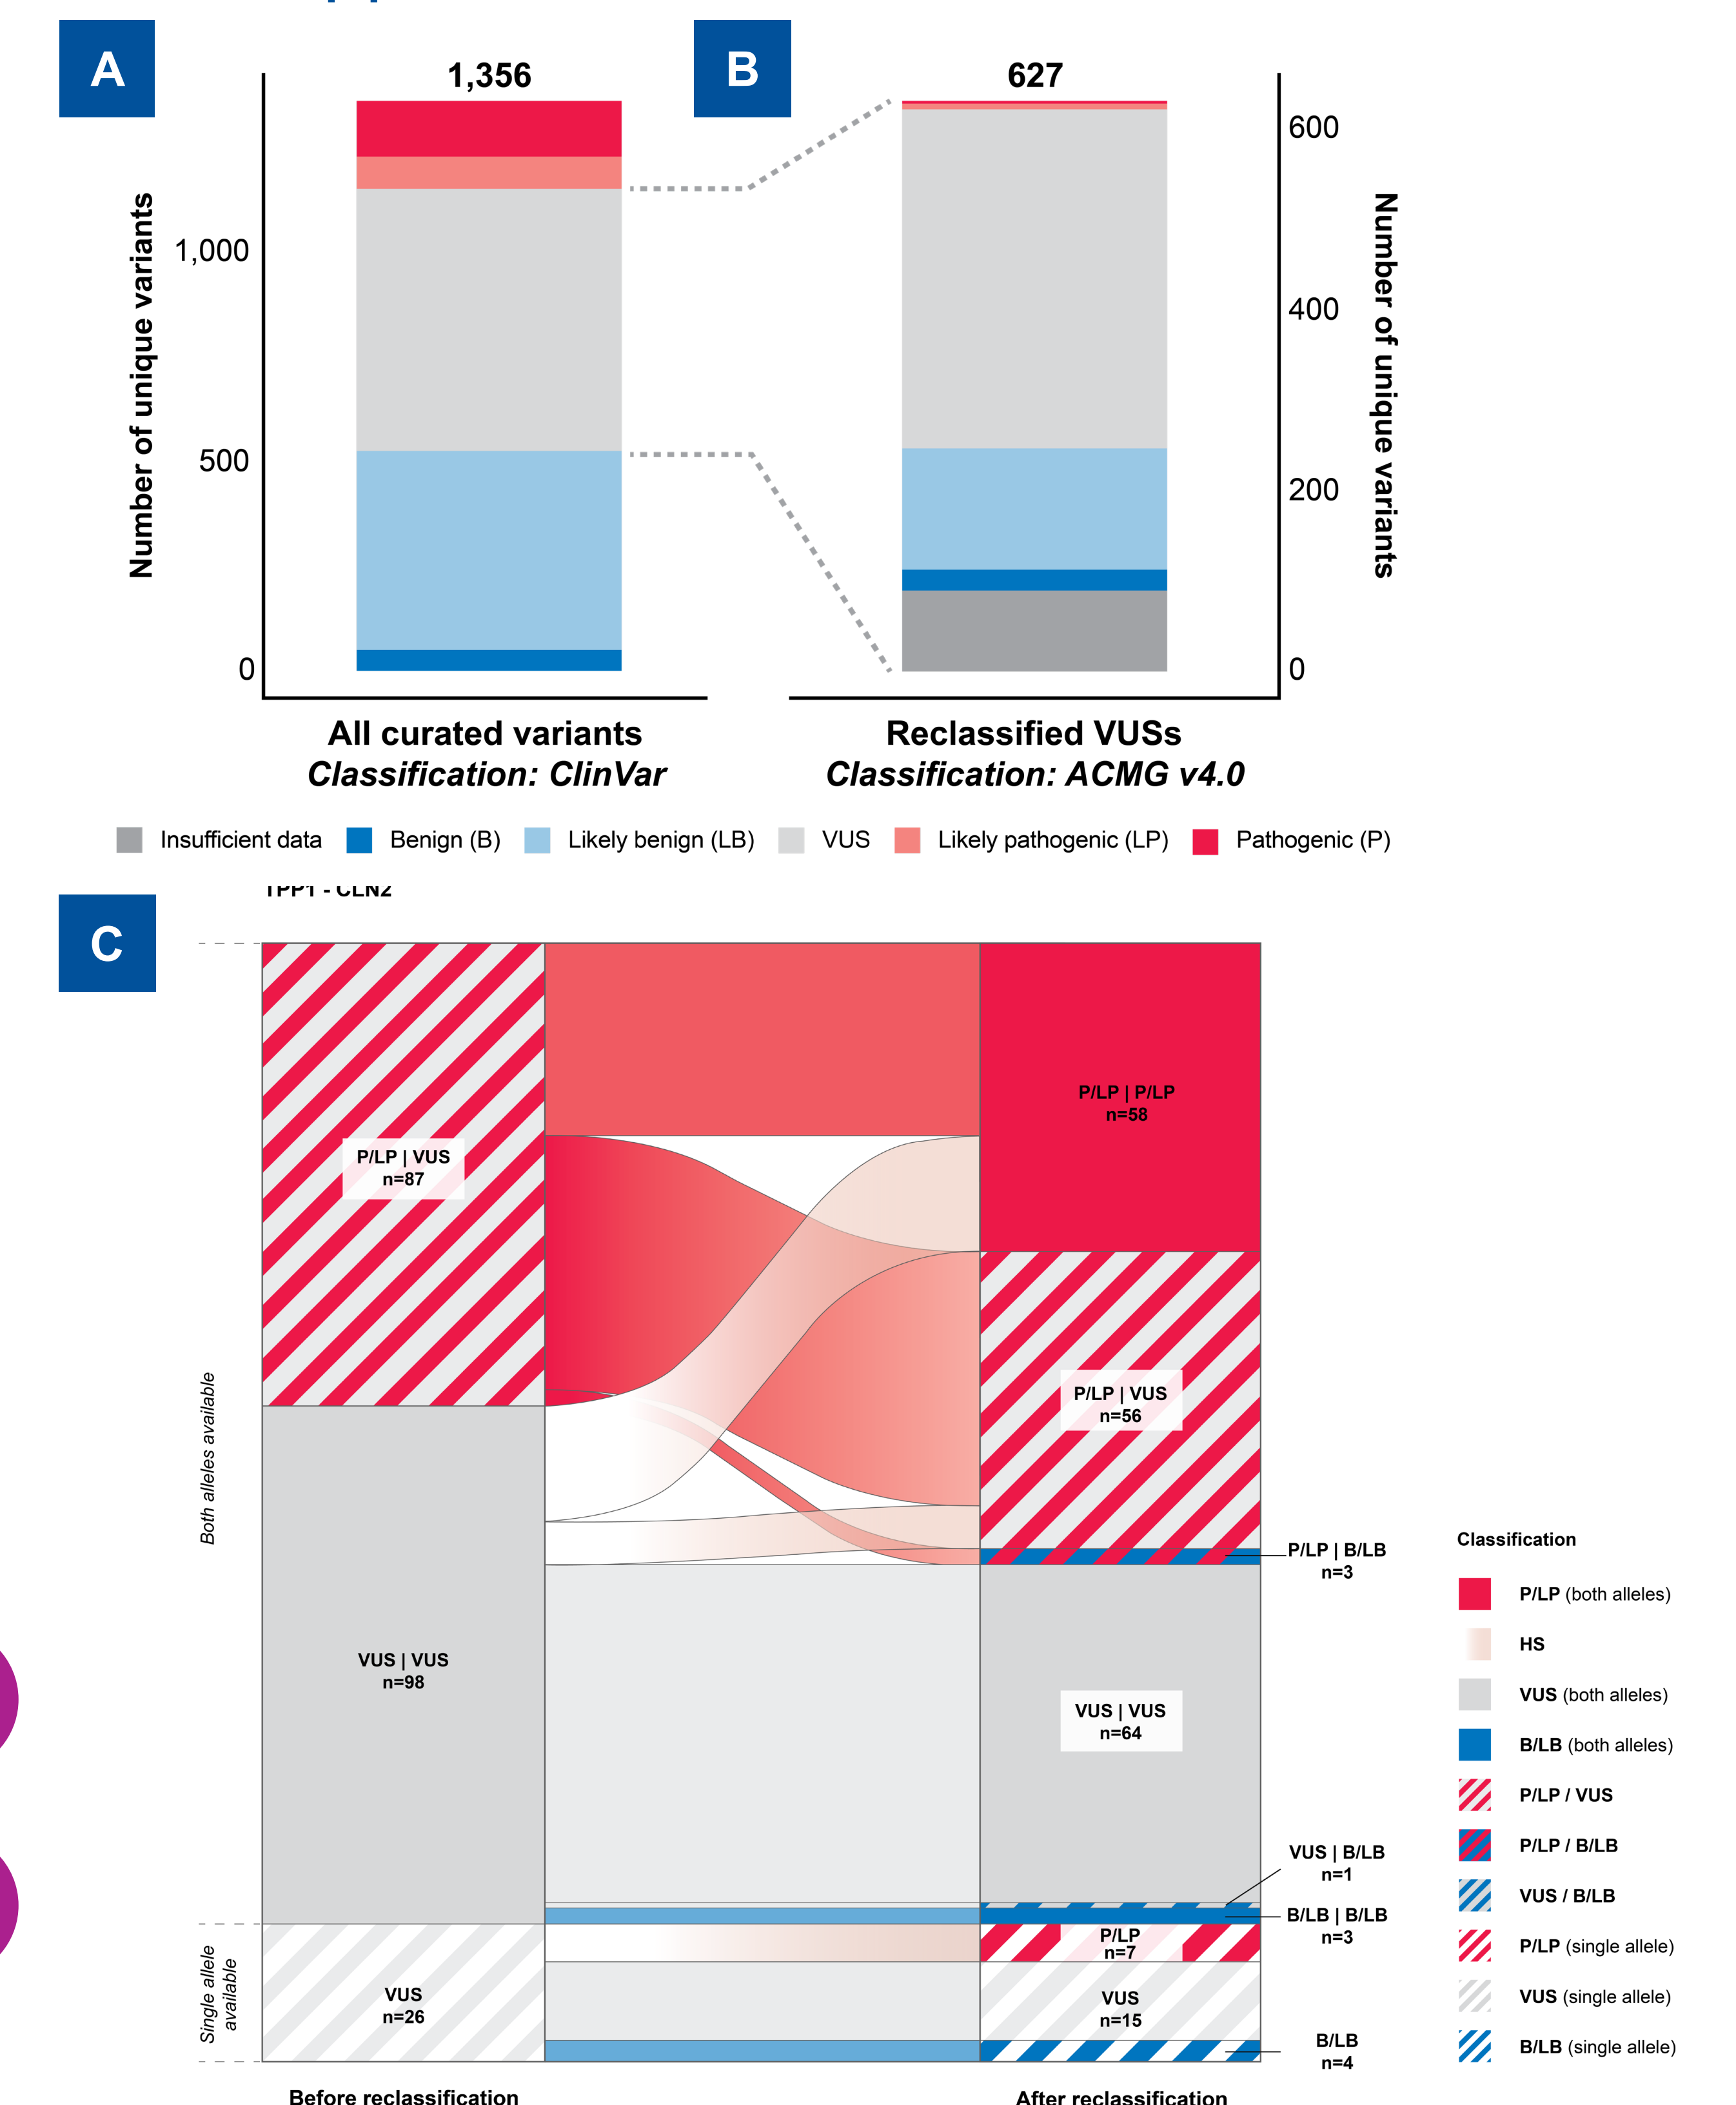 A
B
1,356
627
Number of unique variants
1,000
500
0
600
400
200
0
Number of unique variants
All curated variants
Classification: ClinVar
Reclassified VUSs
Classification: ACMG v4.0
Insufficient data
Benign (B)
Likely benign (LB)
VUS
Likely pathogenic (LP)
Pathogenic (P)
C
TPP1 - CLN2
Both alleles available
Single allele
available
P/LP | VUS
n=87
VUS | VUS
n=98
VUS
n=26
P/LP | P/LP
n=58
P/LP | VUS
n=56
P/LP | B/LB
n=3
VUS | VUS
n=64
VUS | B/LB
n=1
B/LB | B/LB
n=3
P/LP
n=7
VUS
n=15
B/LB
n=4
Before reclassification
After reclassification
Classification
P/LP (both alleles)
HS
VUS (both alleles)
B/LB (both alleles)
P/LP / VUS
P/LP / B/LB
VUS / B/LB
P/LP (single allele)
VUS (single allele)
B/LB (single allele)